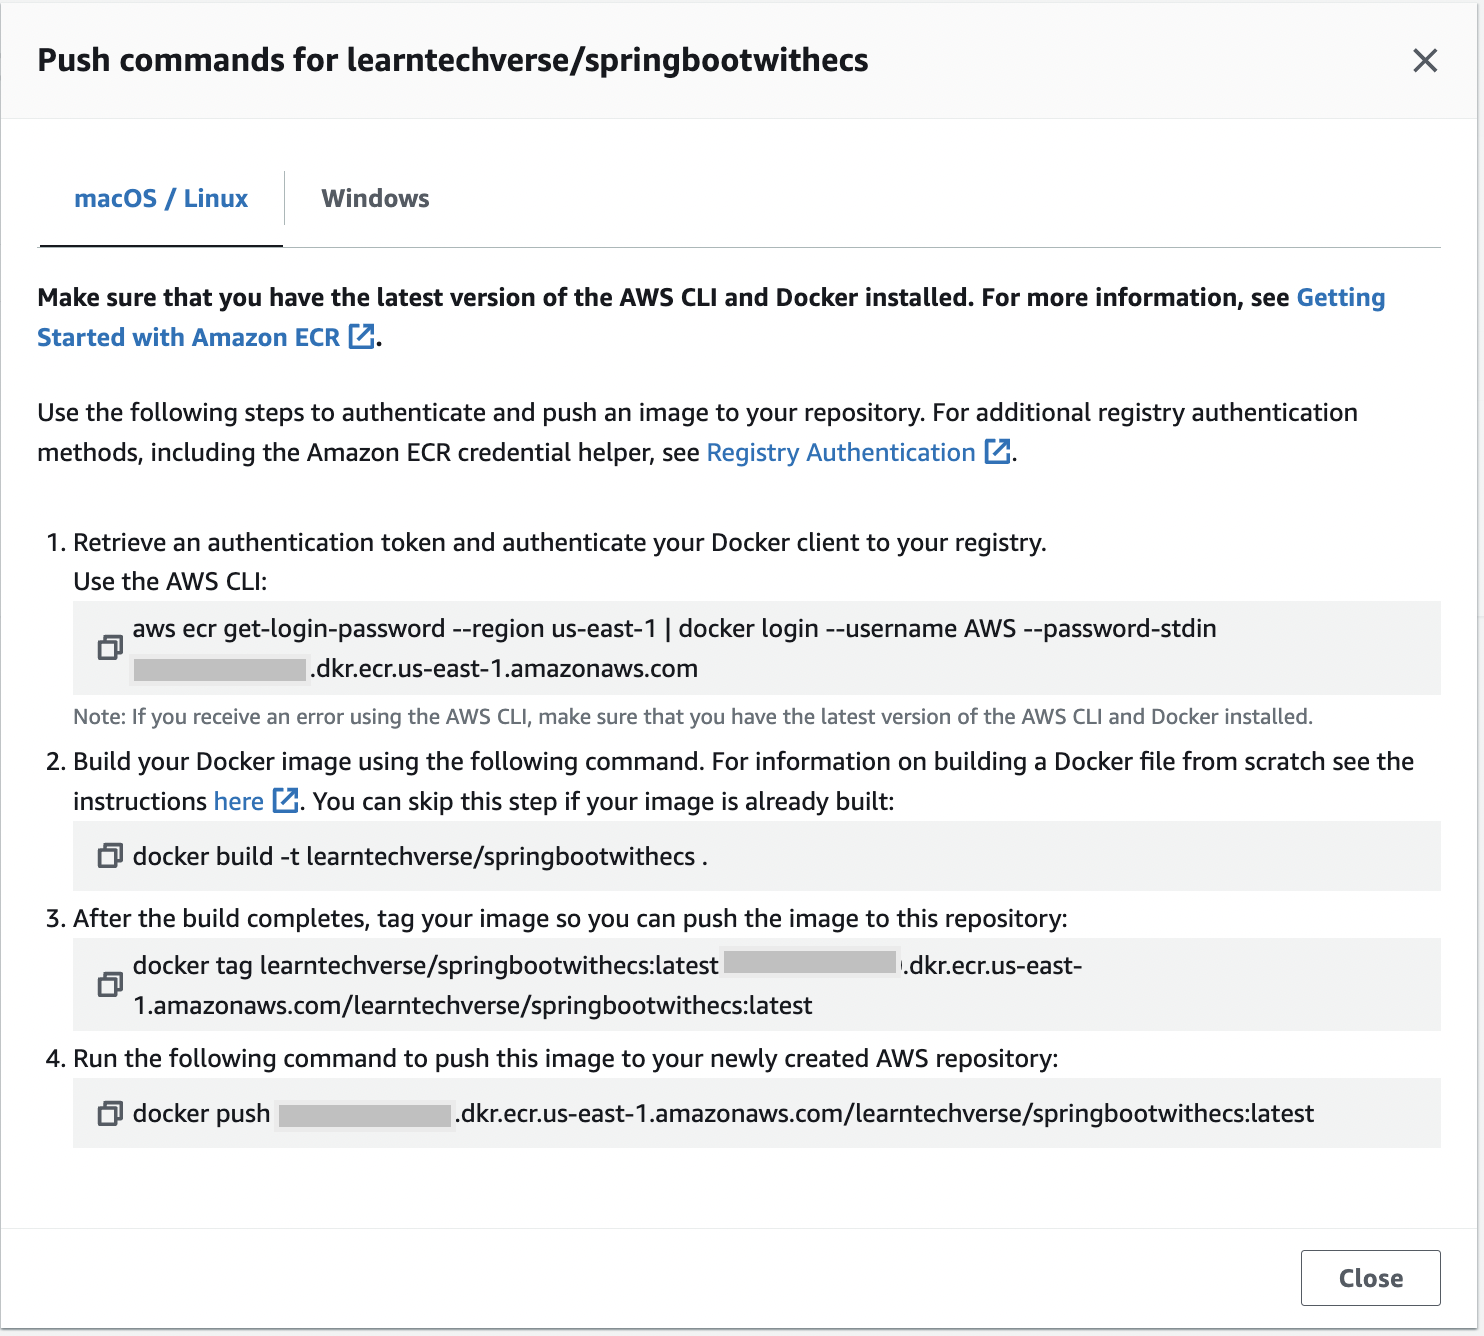 Push commands for learntechverse/springbootwithecs
macOS / Linux
Windows
Make sure that you have the latest version of the AWS CLI and Docker installed. For more information, see Getting
Started with Amazon ECR.
Use the following steps to authenticate and push an image to your repository. For additional registry authentication
methods, including the Amazon ECR credential helper, see Registry Authentication.
1. Retrieve an authentication token and authenticate your Docker client to your registry.
Use the AWS CLI:
aws ecr get-login-password --region us-east-1 | docker login --username AWS --password-stdin
.dkr.ecr.us-east-1.amazonaws.com
Note: If you receive an error using the AWS CLI, make sure that you have the latest version of the AWS CLI and Docker installed.
2. Build your Docker image using the following command. For information on building a Docker file from scratch see the
instructions here. You can skip this step if your image is already built:
docker build -t learntechverse/springbootwithecs .
3. After the build completes, tag your image so you can push the image to this repository:
docker tag learntechverse/springbootwithecs:latest .dkr.ecr.us-east-
1.amazonaws.com/learntechverse/springbootwithecs:latest
4. Run the following command to push this image to your newly created AWS repository:
docker push .dkr.ecr.us-east-1.amazonaws.com/learntechverse/springbootwithecs:latest
Close